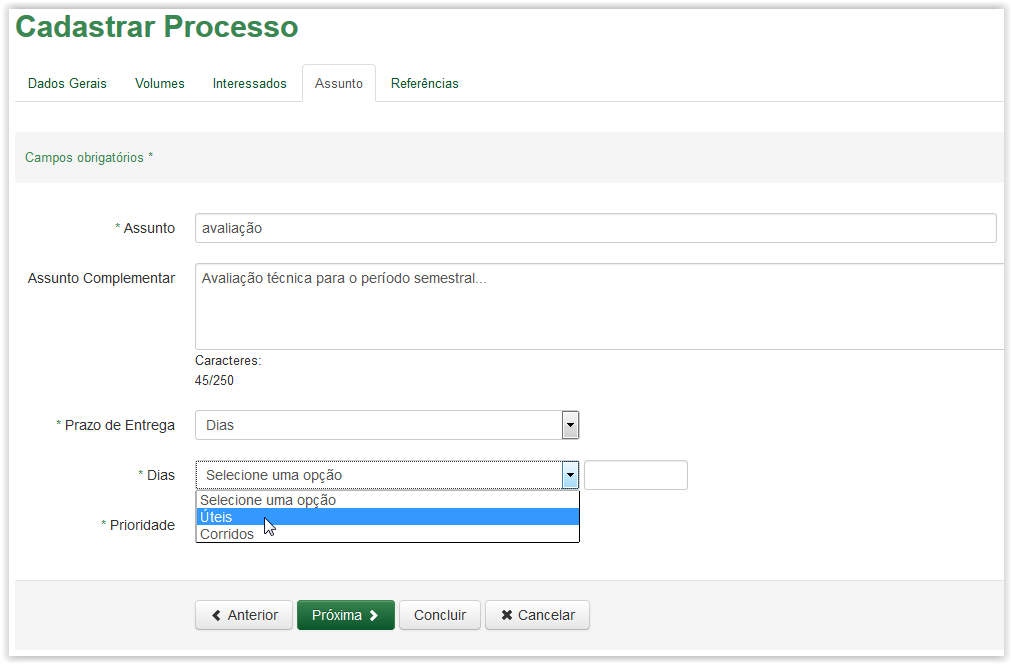 Cadastrar Processo
Dados Gerais Volumes Interessados Assunto Referências
Campos obrigatórios *
* Assunto avaliação
Assunto Complementar Avaliação técnica para o período semestral...
Caracteres:
45/250
* Prazo de Entrega Dias
* Dias Selecione uma opção
Selecione uma opção
Úteis
* Prioridade
Corridos
Anterior Próxima Concluir Cancelar